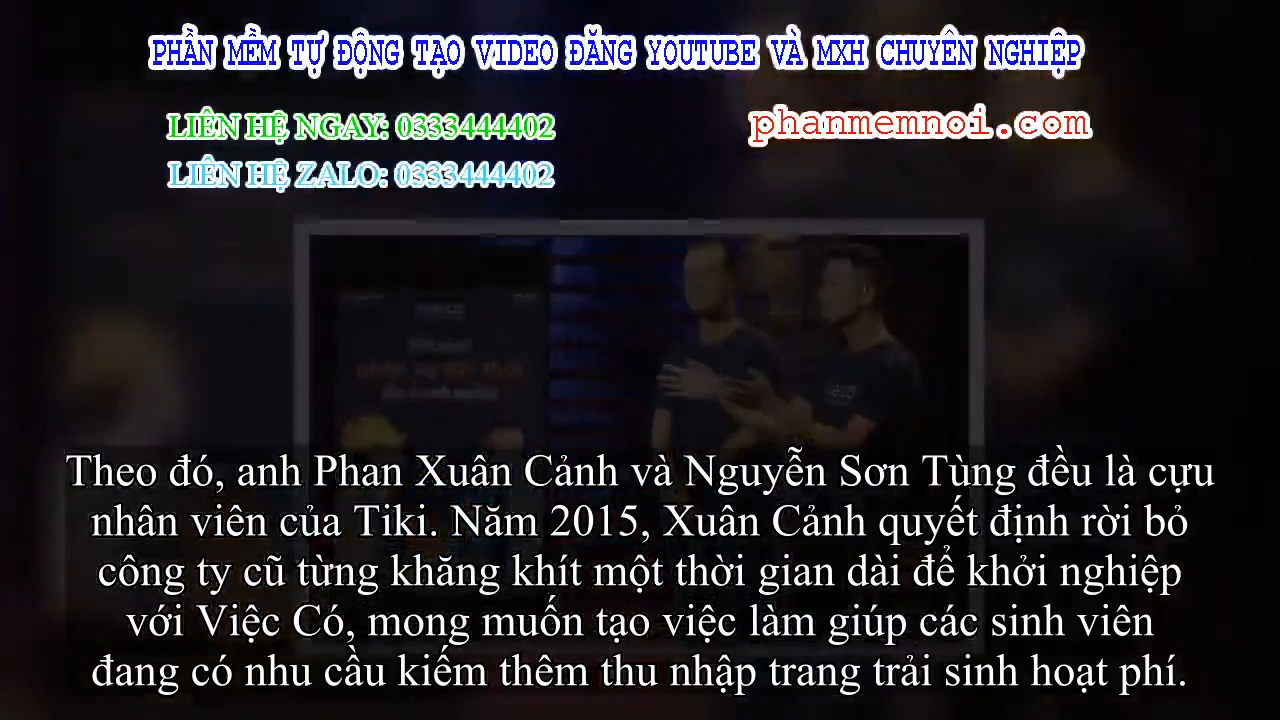 PHẦN MỀM TỰ ĐỘNG TẠO VIDEO ĐĂNG YOUTUBE VÀ MXH CHUYÊN NGHIỆP
LIÊN HỆ NGAY: 0333444402
phanmemnoi.com
LIÊN HỆ ZALO: 0333444402
Theo đó, anh Phan Xuân Cảnh và Nguyễn Sơn Tùng đều là cựu
nhân viên của Tiki. Năm 2015, Xuân Cảnh quyết định rời bỏ
công ty cũ từng khăng khít một thời gian dài để khởi nghiệp
với Việc Có, mong muốn tạo việc làm giúp các sinh viên
đang có nhu cầu kiếm thêm thu nhập trang trải sinh hoạt phí.